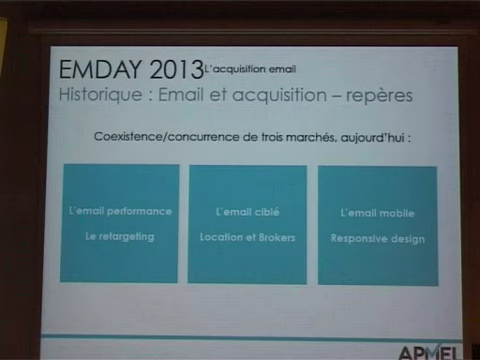 EMDAY 2013 L'acquisition email
Historique : Email et acquisition – repères
Coexistence/concurrence de trois marchés, aujourd'hui :
L'email performance
Le retargeting
L'email ciblé
Location et Brokers
L'email mobile
Responsive design
APMEL